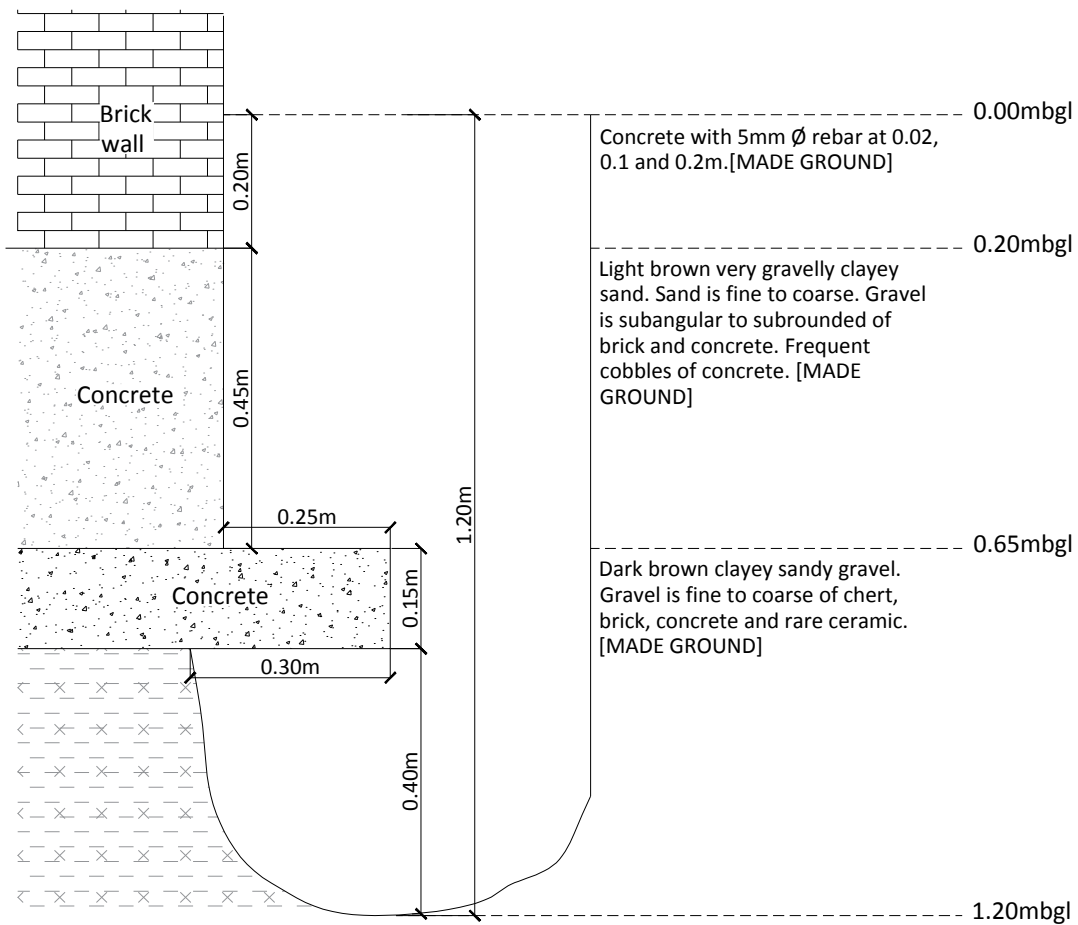 Brick
wall
0.00mbgl
Concrete with 5mm Ø rebar at 0.02,
0.1 and 0.2m.[MADE GROUND]
0.20m
0.20mbgl
Light brown very gravelly clayey
sand. Sand is fine to coarse. Gravel
is subangular to subrounded of
brick and concrete. Frequent
cobbles of concrete. [MADE
GROUND]
Concrete
0.45m
1.20m
0.25m
0.65mbgl
Dark brown clayey sandy gravel.
Gravel is fine to coarse of chert,
brick, concrete and rare ceramic.
[MADE GROUND]
Concrete
0.15m
0.30m
0.40m
1.20mbgl